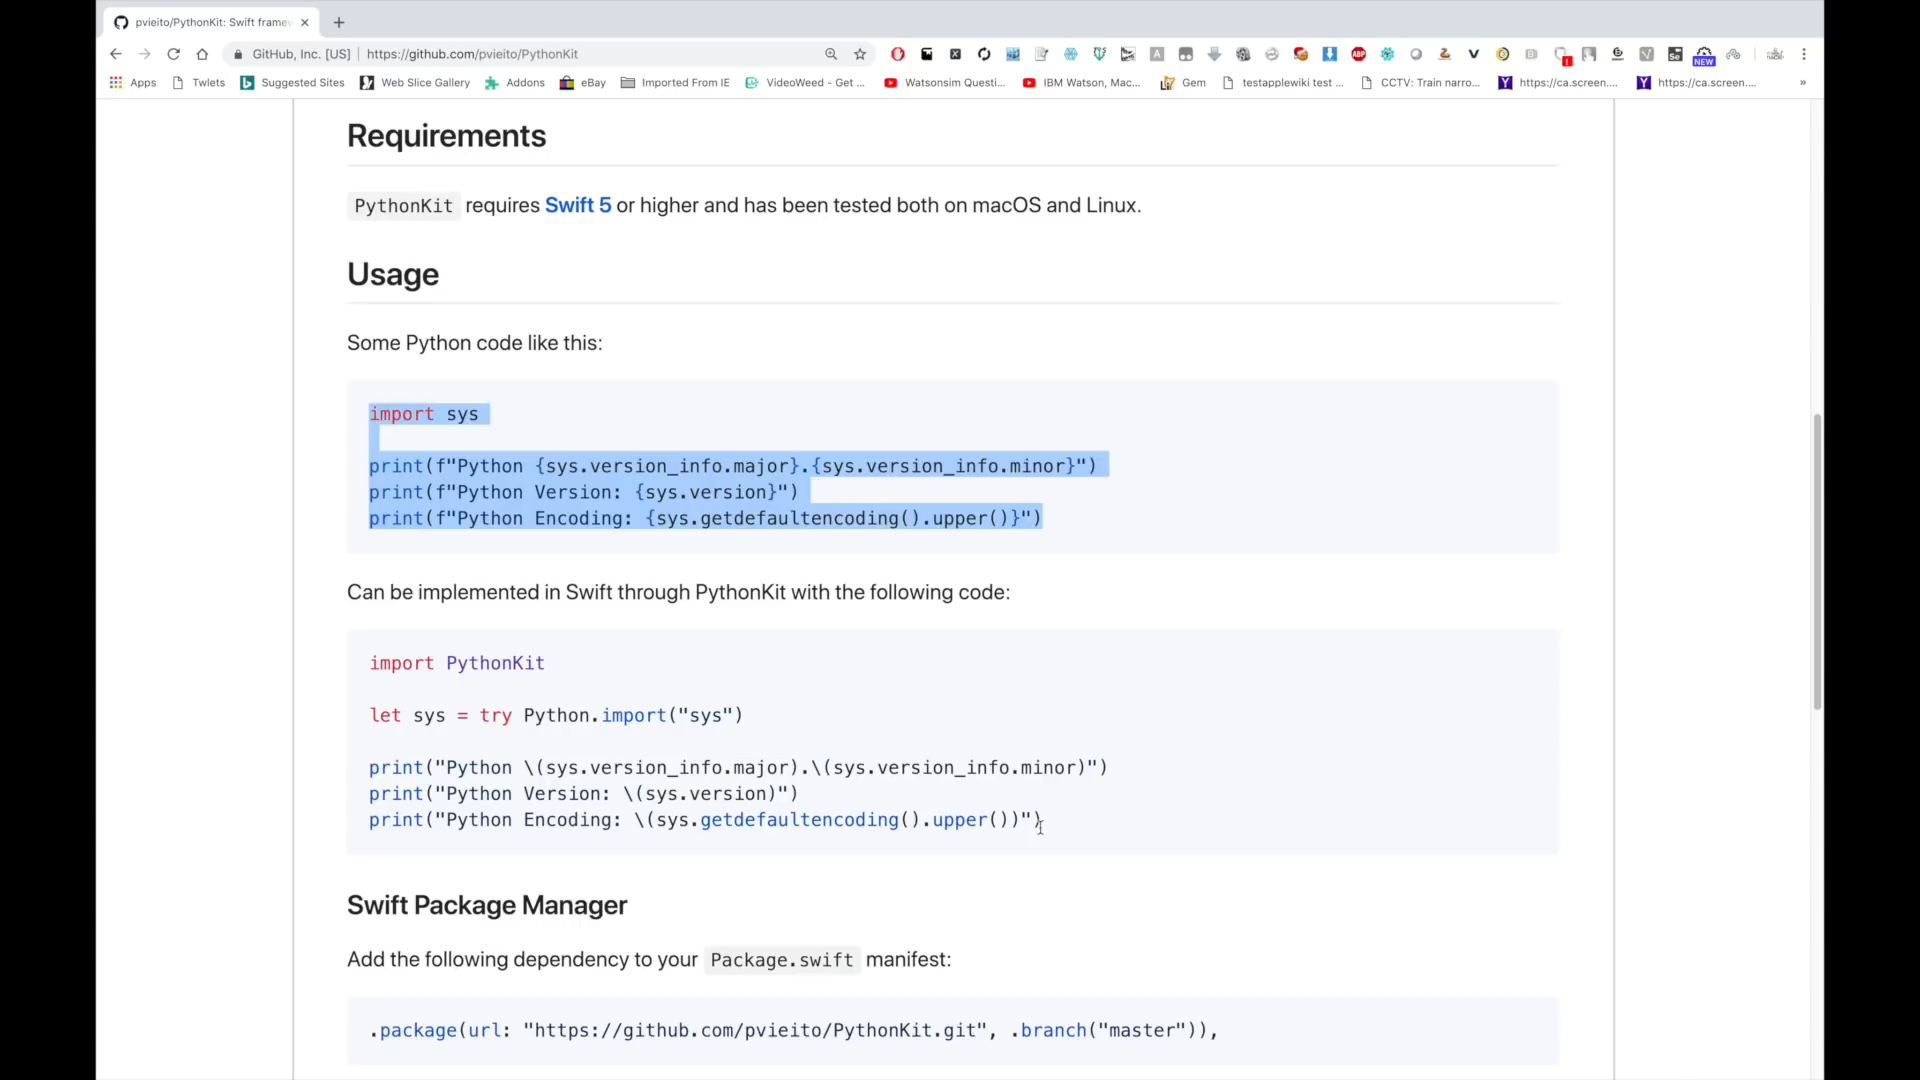 pvieito/PythonKit: Swift frame
GitHub, Inc. [US] | https://github.com/pvieito/PythonKit
NEW
Apps Twlets Suggested Sites Web Slice Gallery Addons eBay Imported From IE VideoWeed - Get ... Watsonsim Questi... IBM Watson, Mac... Gem testapplewiki test ... CCTV: Train narro... https://ca.screen.... https://ca.screen.... »
Requirements
PythonKit requires Swift 5 or higher and has been tested both on macOS and Linux.
Usage
Some Python code like this:
import sys
print(f"Python {sys.version_info.major}.{sys.version_info.minor}")
print(f"Python Version: {sys.version}")
print(f"Python Encoding: {sys.getdefaultencoding().upper()}")
Can be implemented in Swift through PythonKit with the following code:
import PythonKit
let sys = try Python.import("sys")
print("Python \(sys.version_info.major).\(sys.version_info.minor)")
print("Python Version: \(sys.version)")
print("Python Encoding: \(sys.getdefaultencoding().upper())")
Swift Package Manager
Add the following dependency to your Package.swift manifest:
.package(url: "https://github.com/pvieito/PythonKit.git", .branch("master")),